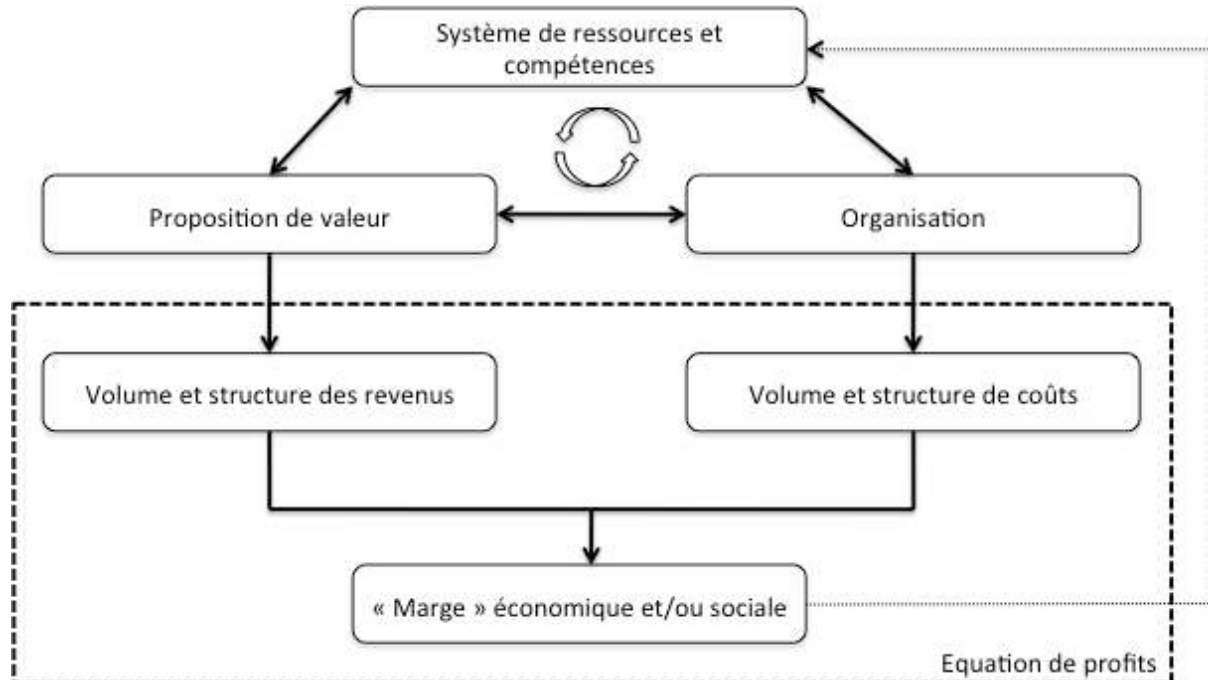 Système de ressources et
compétences
Proposition de valeur
Organisation
Volume et structure des revenus
Volume et structure de coûts
« Marge » économique et/ou sociale
Equation de profits